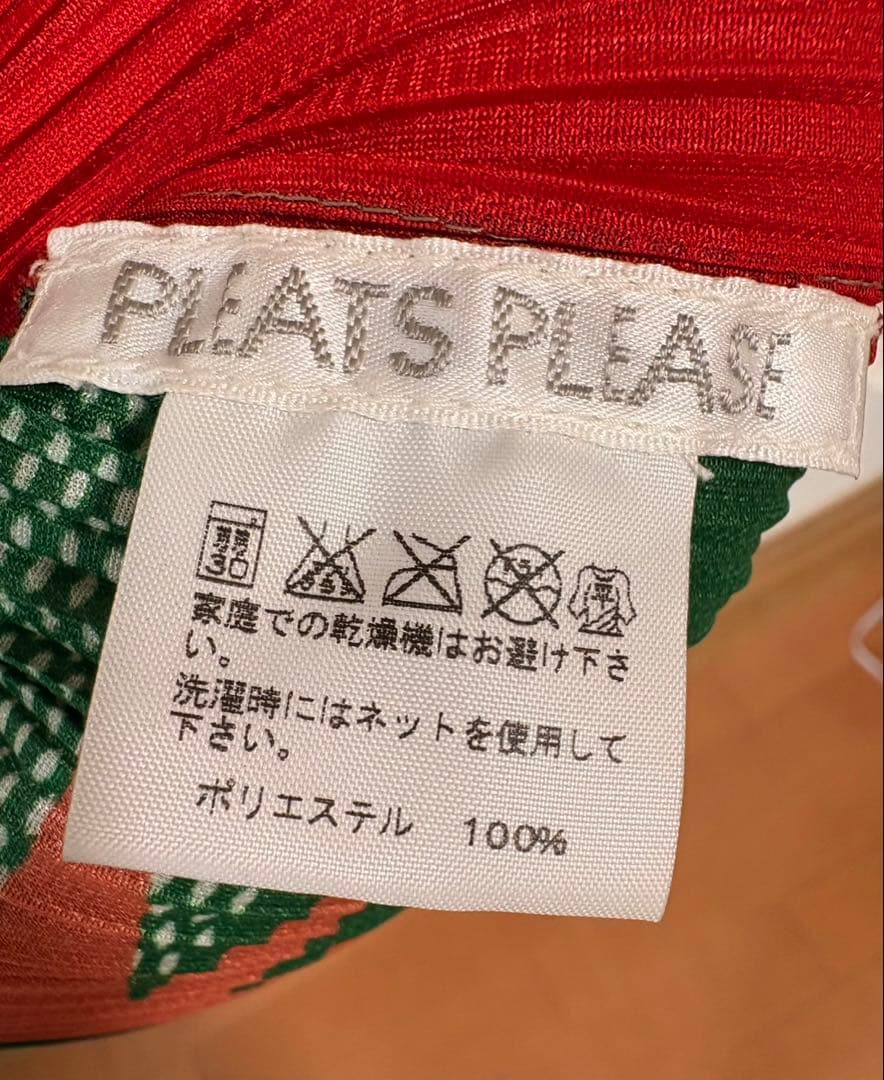 PLEATS PLEASE
弱
30
平
家庭での乾燥機はお避け下さ
い。
洗濯時にはネットを使用して
下さい。
ポリエステル 100%